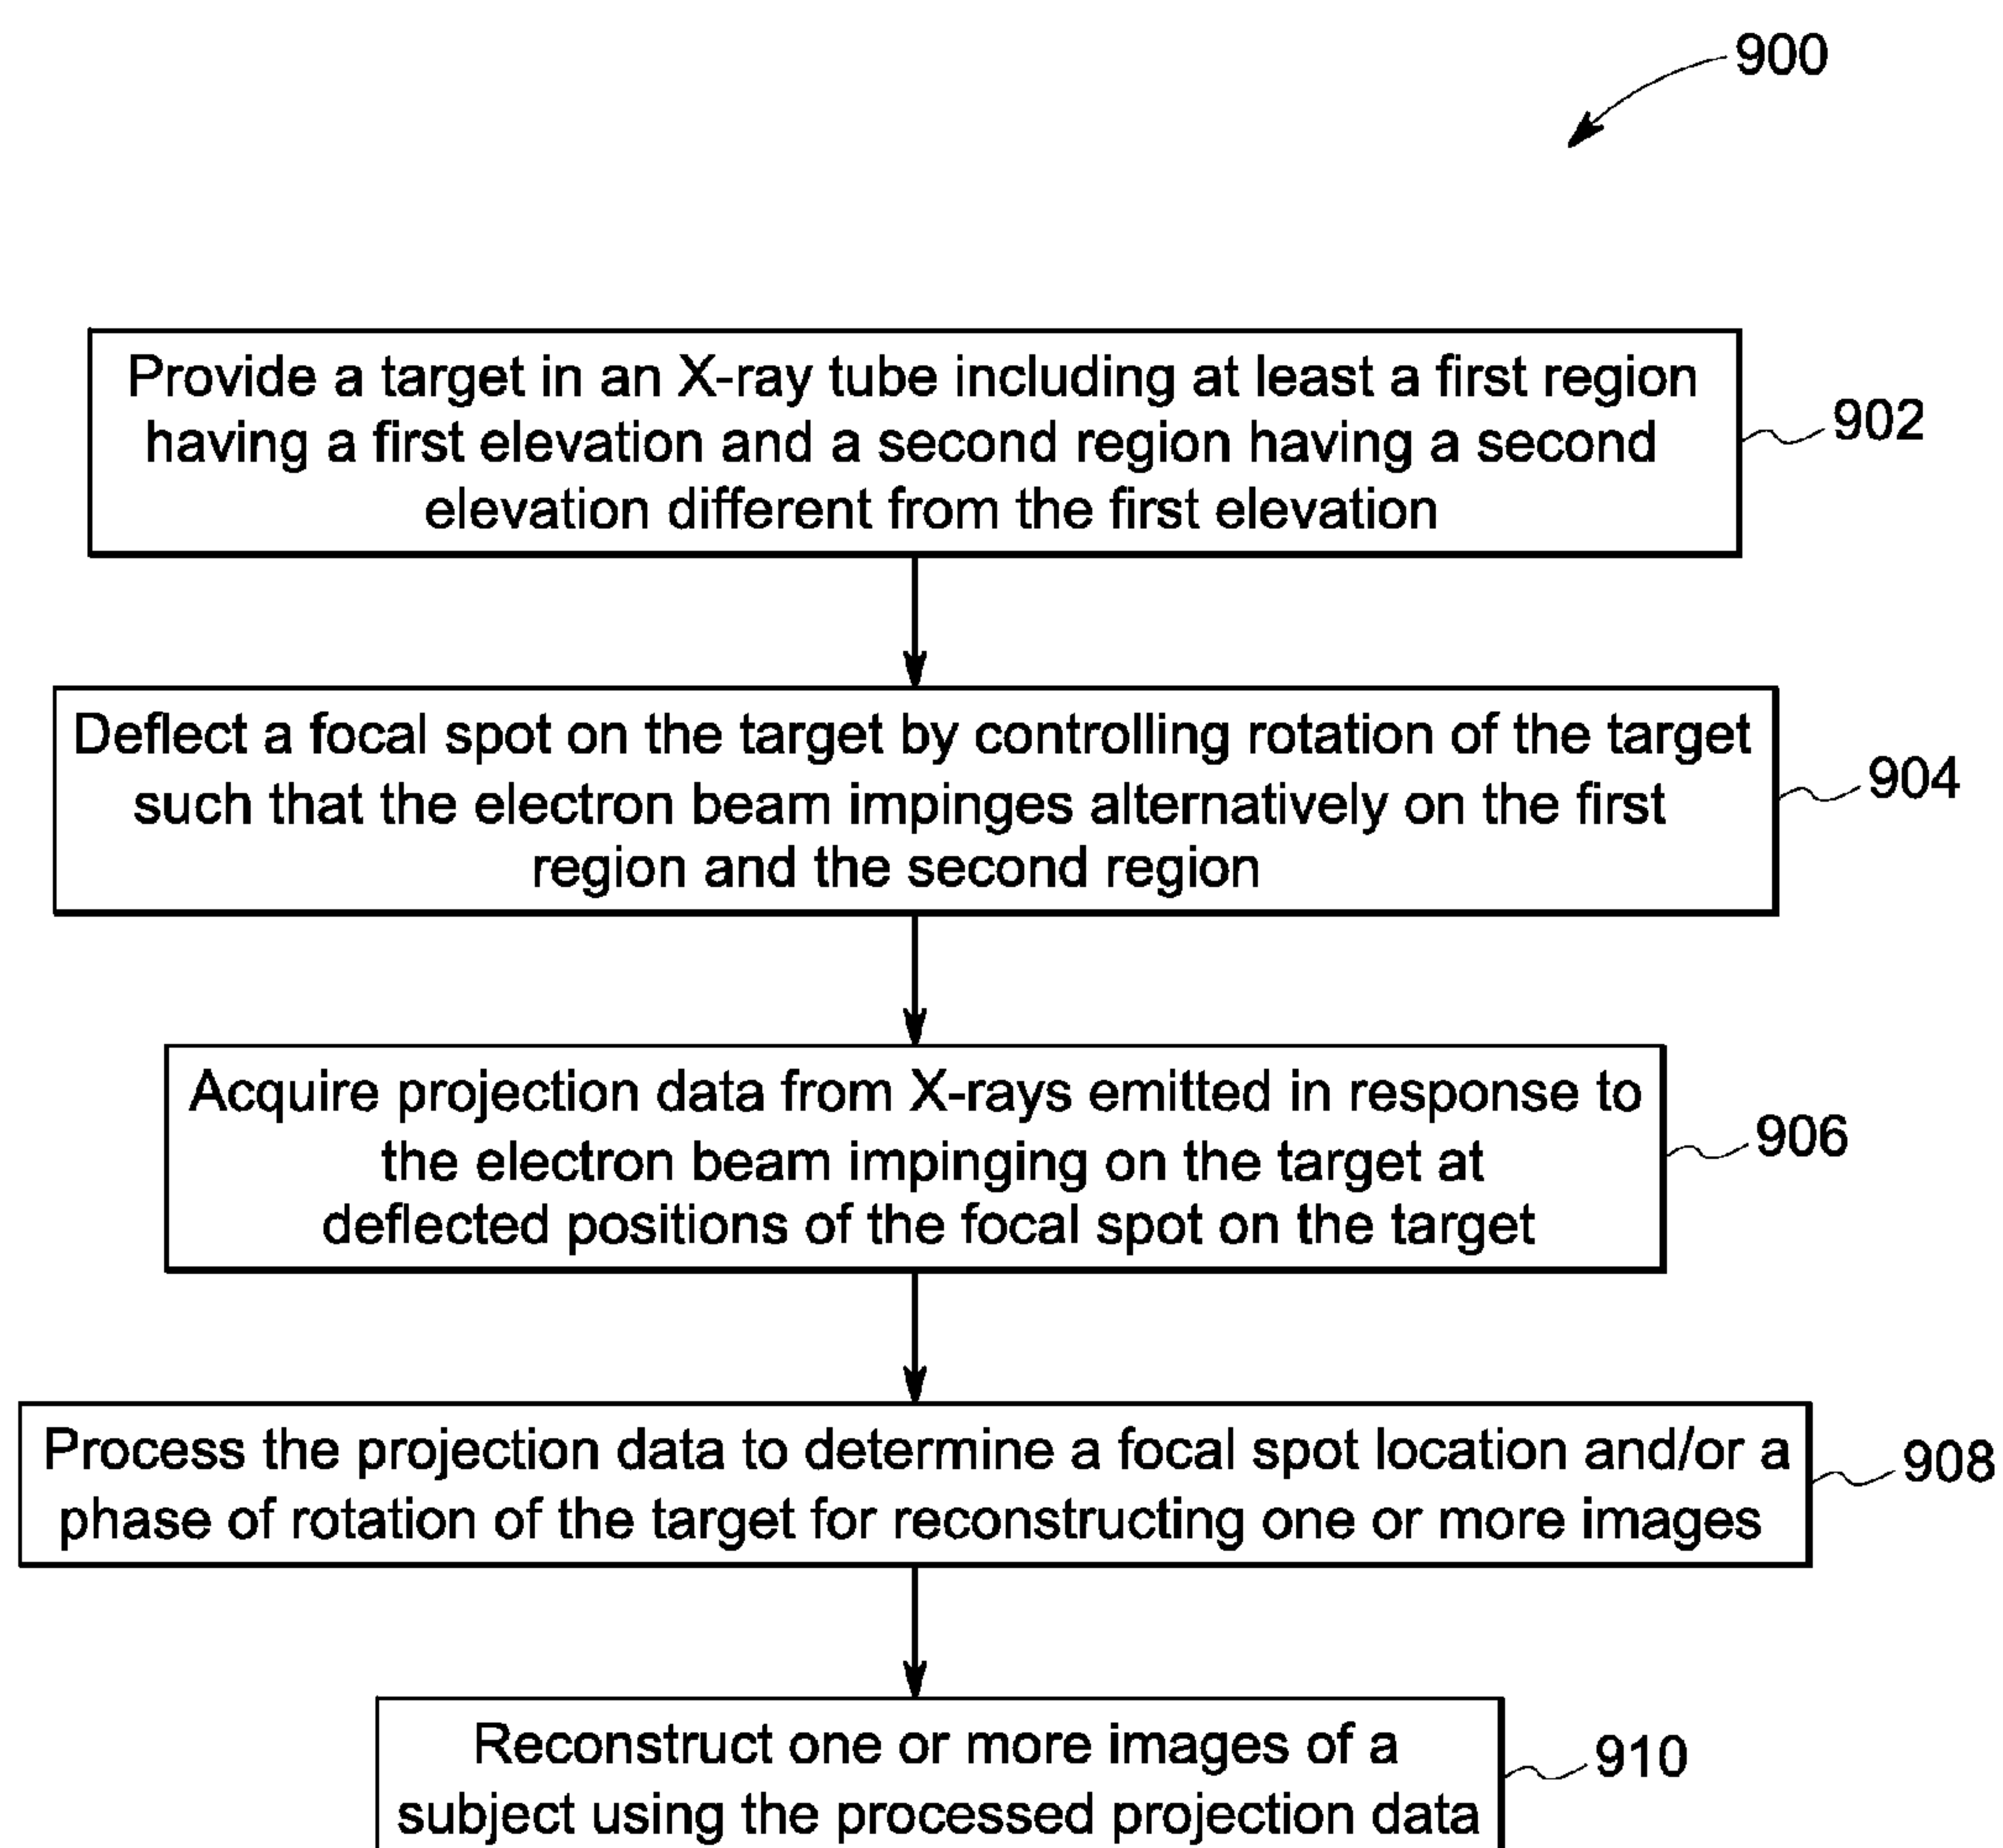 900
Provide a target in an X-ray tube including at least a first region
having a first elevation and a second region having a second
elevation different from the first elevation
902
Deflect a focal spot on the target by controlling rotation of the target
such that the electron beam impinges alternatively on the first
region and the second region
904
Acquire projection data from X-rays emitted in response to
the electron beam impinging on the target at
deflected positions of the focal spot on the target
906
Process the projection data to determine a focal spot location and/or a
phase of rotation of the target for reconstructing one or more images
908
Reconstruct one or more images of a
subject using the processed projection data
910